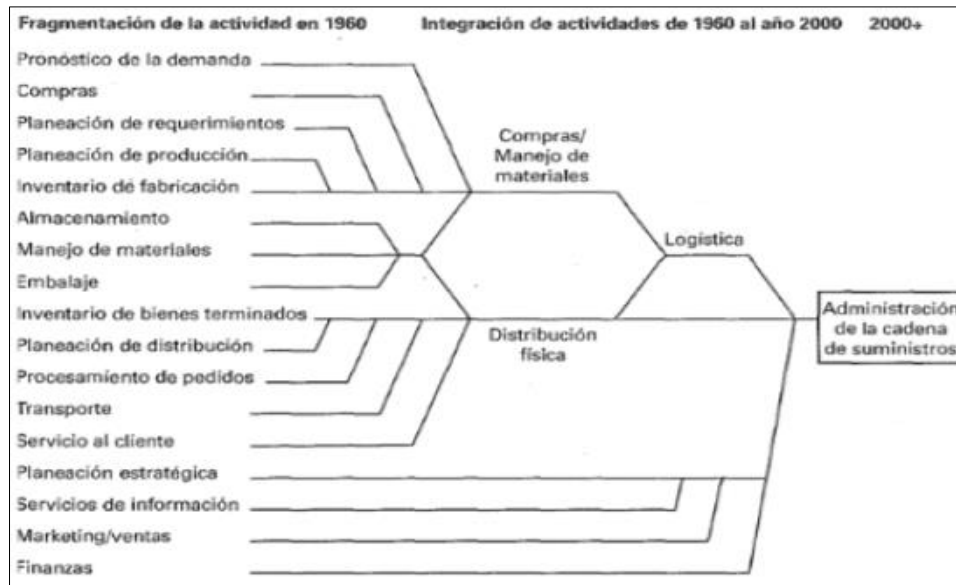 Fragmentación de la actividad en 1960 Integración de actividades de 1960 al año 2000 2000+
Pronóstico de la demanda
Compras
Planeación de requerimientos
Planeación de producción
Inventario de fabricación
Almacenamiento
Manejo de materiales
Embalaje
Inventario de bienes terminados
Planeación de distribución
Procesamiento de pedidos
Transporte
Servicio al cliente
Planeación estratégica
Servicios de información
Marketing/ventas
Finanzas
Compras/
Manejo de
materiales
Distribución
física
Logística
Administración
de la cadena
de suministros